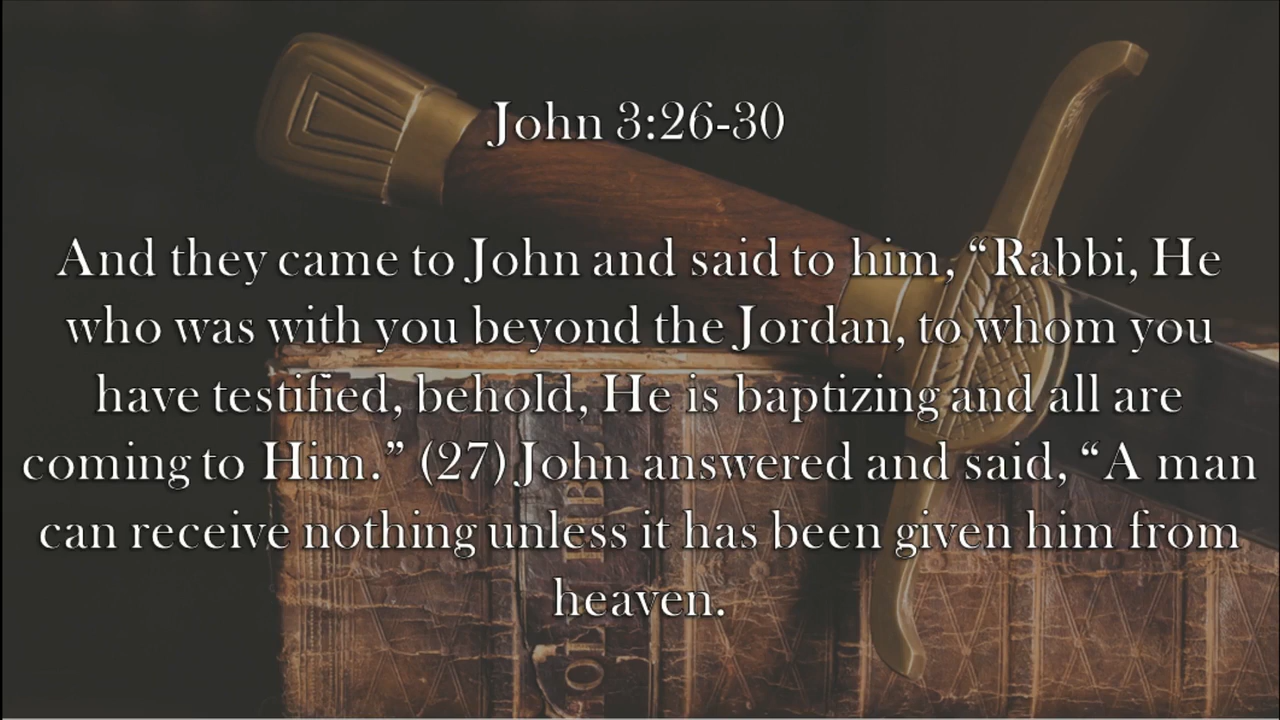 John 3:26-30
And they came to John and said to him, “Rabbi, He
who was with you beyond the Jordan, to whom you
have testified, behold, He is baptizing and all are
coming to Him.” (27) John answered and said, “A man
can receive nothing unless it has been given him from
heaven.